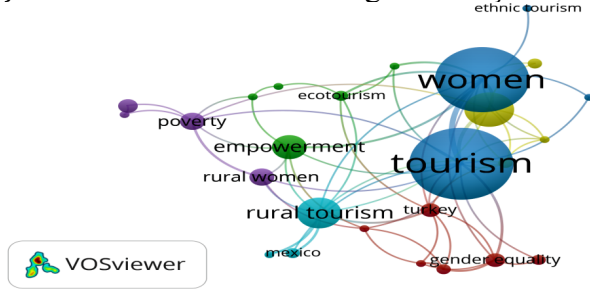 ethnic tourism
women
ecotourism
poverty
empowerment
tourism
rural women
rural tourism
turkey
mexico
gender equality
VOSviewer